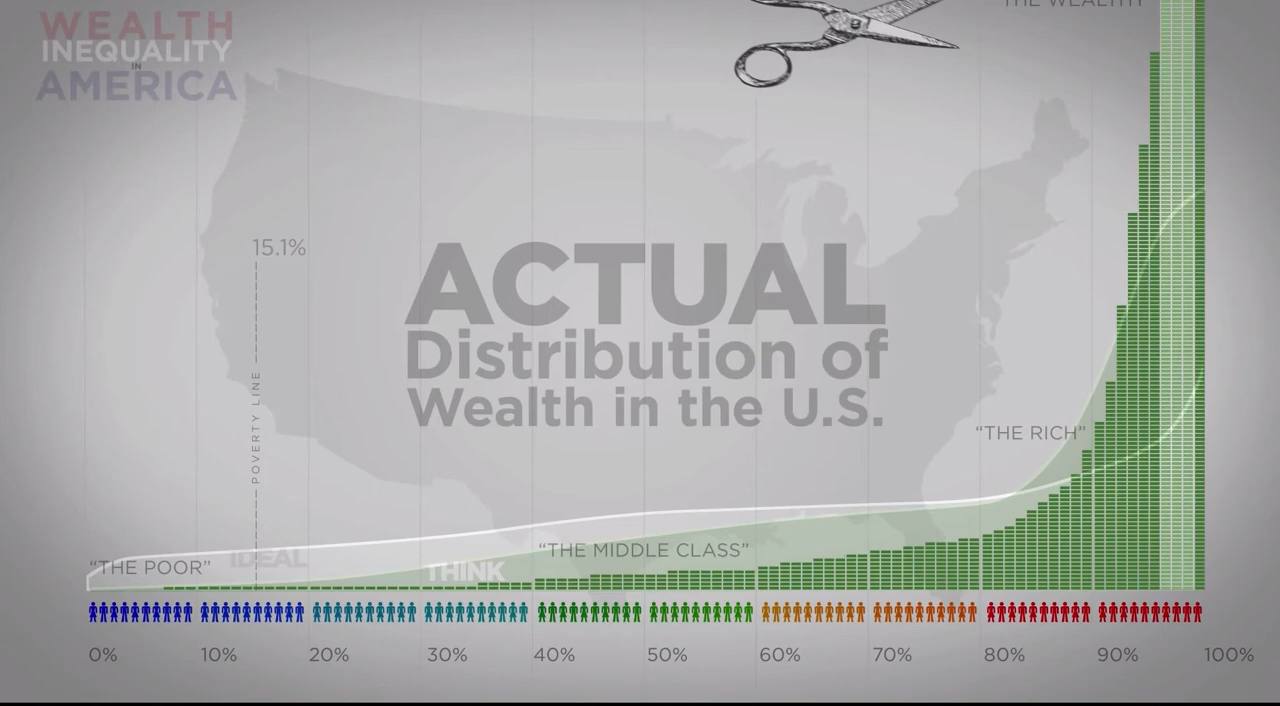 "THE WEALTHY"
WEALTH
INEQUALITY
IN
AMERICA
15.1%
ACTUAL
Distribution of
Wealth in the U.S.
POVERTY LINE
"THE RICH"
"THE MIDDLE CLASS"
IDEAL
"THE POOR"
THINK
0% 10% 20% 30% 40% 50% 60% 70% 80% 90% 100%